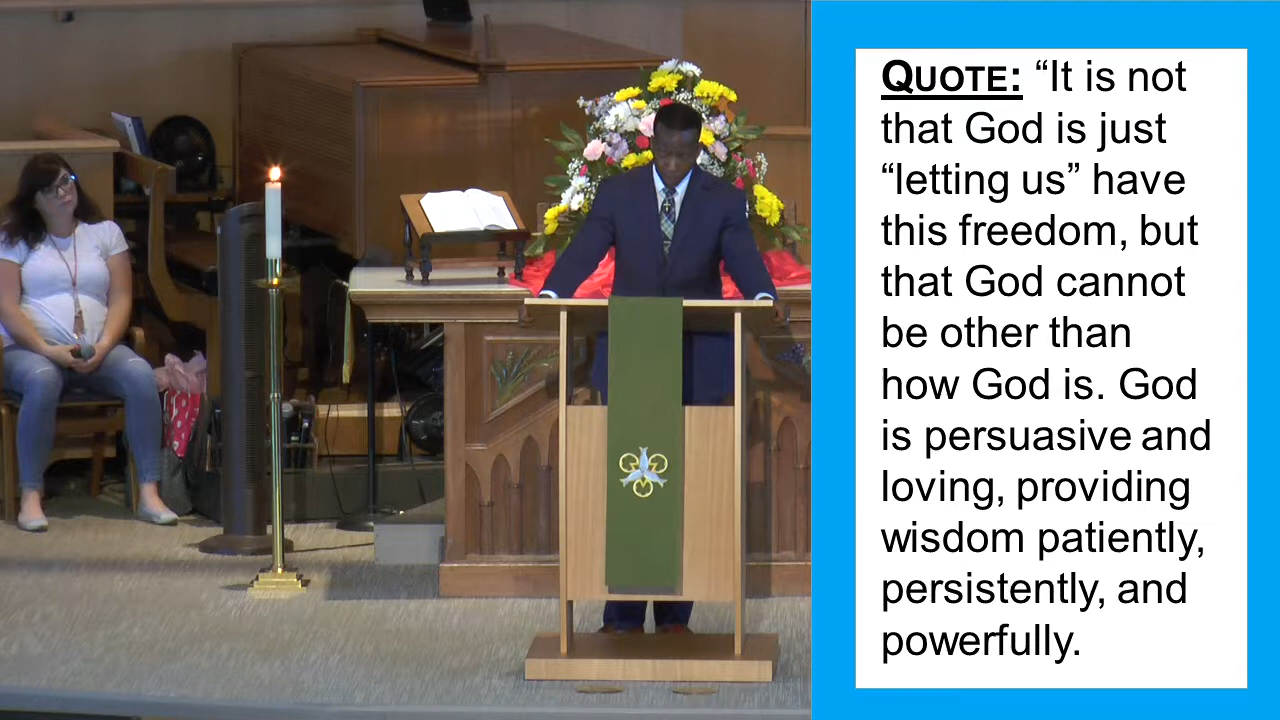 QUOTE: “It is not
that God is just
“letting us” have
this freedom, but
that God cannot
be other than
how God is. God
is persuasive and
loving, providing
wisdom patiently,
persistently, and
powerfully.